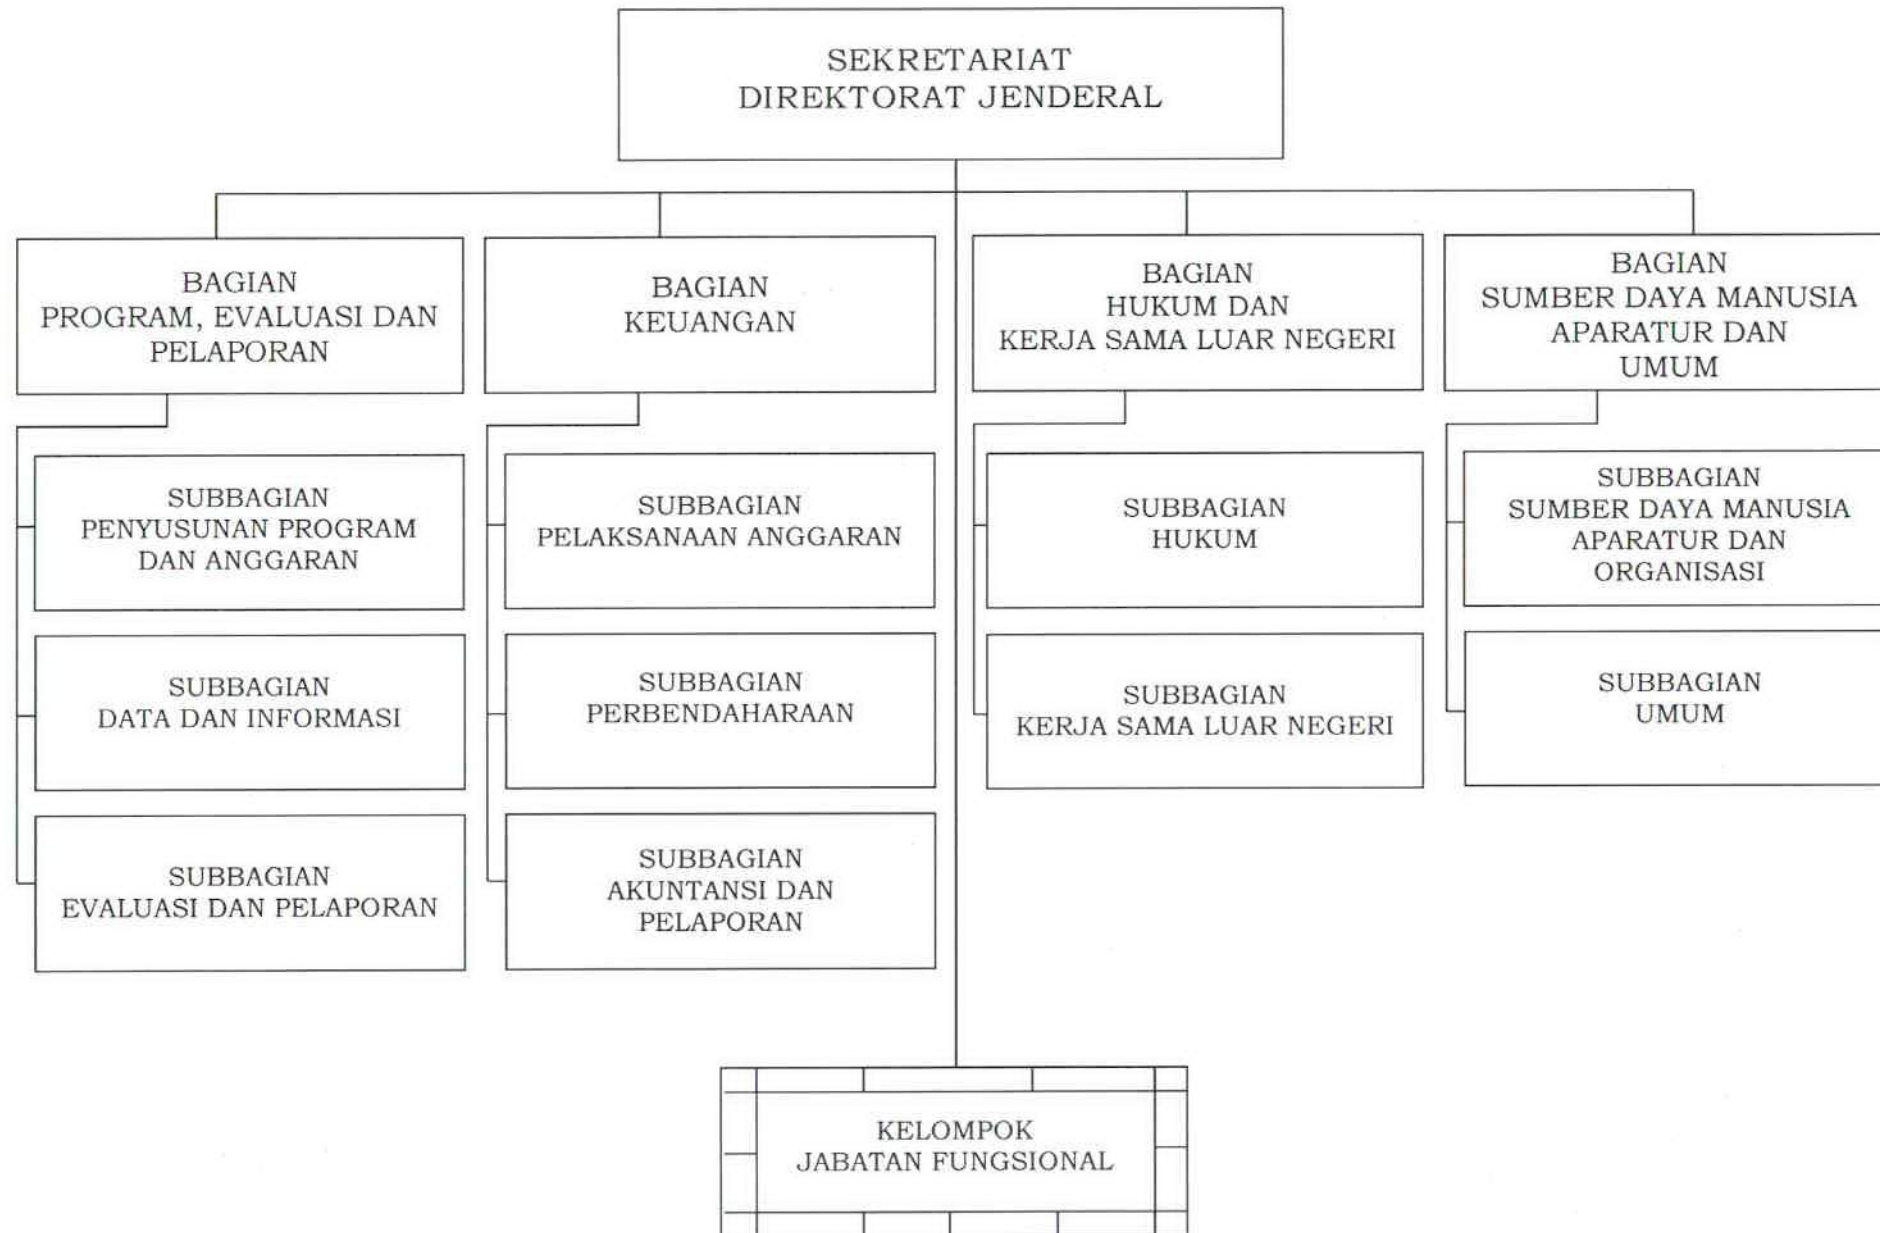 SEKRETARIAT
DIREKTORAT JENDERAL
BAGIAN
PROGRAM, EVALUASI DAN
PELAPORAN
BAGIAN
KEUANGAN
BAGIAN
HUKUM DAN
KERJA SAMA LUAR NEGERI
BAGIAN
SUMBER DAYA MANUSIA
APARATUR DAN
UMUM
SUBBAGIAN
PENYUSUNAN PROGRAM
DAN ANGGARAN
SUBBAGIAN
PELAKSANAAN ANGGARAN
SUBBAGIAN
HUKUM
SUBBAGIAN
SUMBER DAYA MANUSIA
APARATUR DAN
ORGANISASI
SUBBAGIAN
DATA DAN INFORMASI
SUBBAGIAN
PERBENDAHARAAN
SUBBAGIAN
KERJA SAMA LUAR NEGERI
SUBBAGIAN
UMUM
SUBBAGIAN
EVALUASI DAN PELAPORAN
SUBBAGIAN
AKUNTANSI DAN
PELAPORAN
KELOMPOK
JABATAN FUNGSIONAL